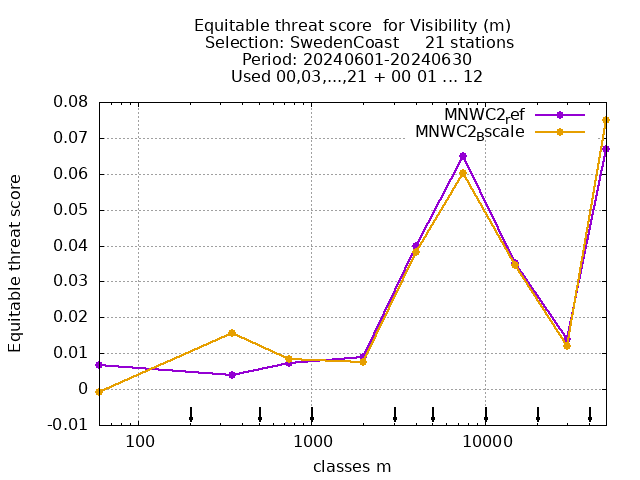 Equitable threat score  for Visibility (m)
Selection: SwedenCoast     21 stations
Period: 20240601-20240630
Used 00,03,...,21 + 00 01 ... 12
MNWC2ref
MNWC2Bscale
0.08
0.07
0.06
0.05
0.04
0.03
0.02
0.01
0
-0.01
Equitable threat score
100
1000
10000
classes m